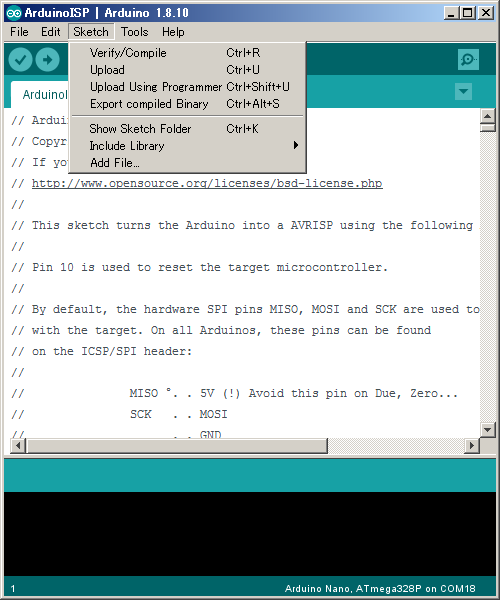 ArduinoISP | Arduino 1.8.10
File Edit Sketch Tools Help
Verify/Compile Ctrl+R
Upload Ctrl+U
Upload Using Programmer Ctrl+Shift+U
Export compiled Binary Ctrl+Alt+S
Show Sketch Folder Ctrl+K
Include Library
Add File...
// 
// 
// If
// http://www.opensource.org/licenses/bsd-license.php
//
// This sketch turns the Arduino into a AVRISP using the following
//
// Pin 10 is used to reset the target microcontroller.
//
// By default, the hardware SPI pins MISO, MOSI and SCK are used to
// with the target. On all Arduinos, these pins can be found
// on the ICSP/SPI header:
//
// MISO °. . 5V (!) Avoid this pin on Due, Zero...
// SCK . . MOSI
// . . GND
1
Arduino Nano, ATmega328P on COM18